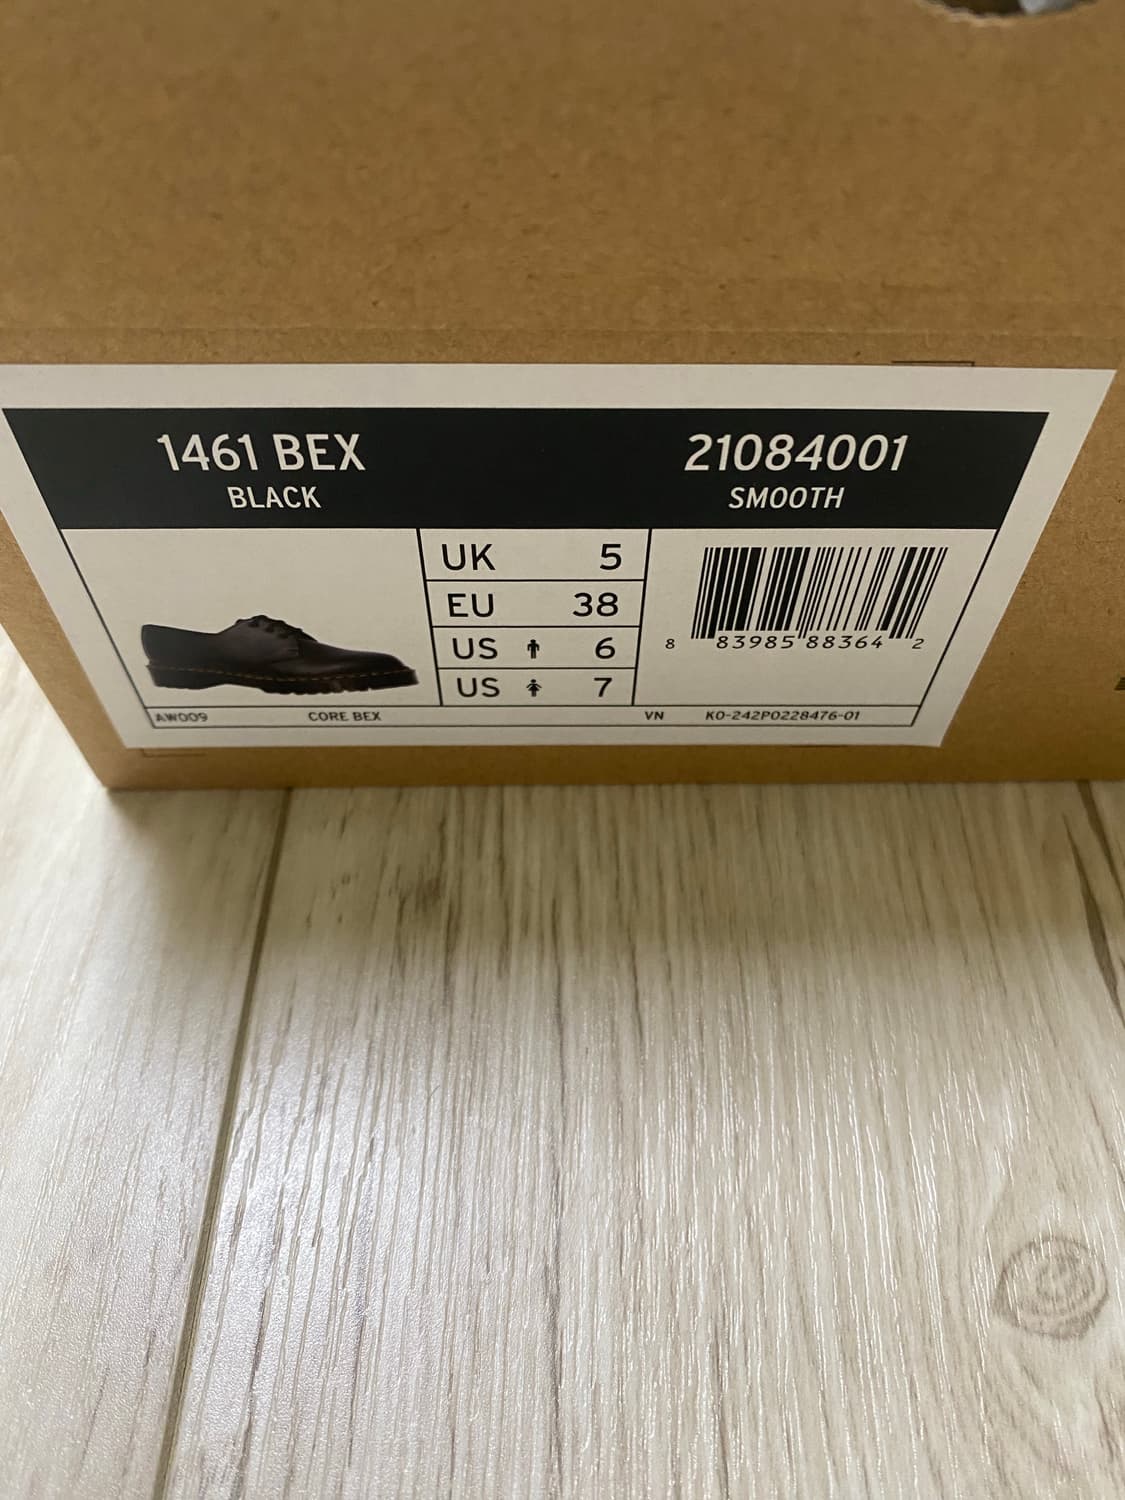 1461 BEX
BLACK
21084001
SMOOTH
UK 5
EU 38
US 6
US 7
8 83985 88364 2
AW009 CORE BEX VN K0-242P0228476-01